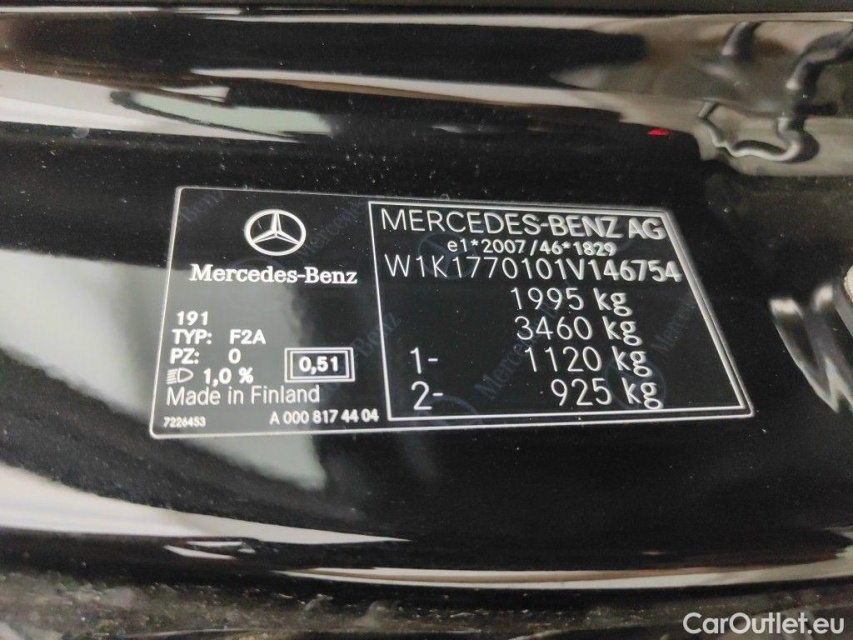 Mercedes-Benz
191
TYP: F2A
PZ: 0
1,0 %
0,51
Made in Finland
7226453
A 000 817 44 04
MERCEDES-BENZ AG
e1*2007/46*1829
W1K1770101V146754
1995 kg
3460 kg
1- 1120 kg
2- 925 kg
CarOutlet.eu